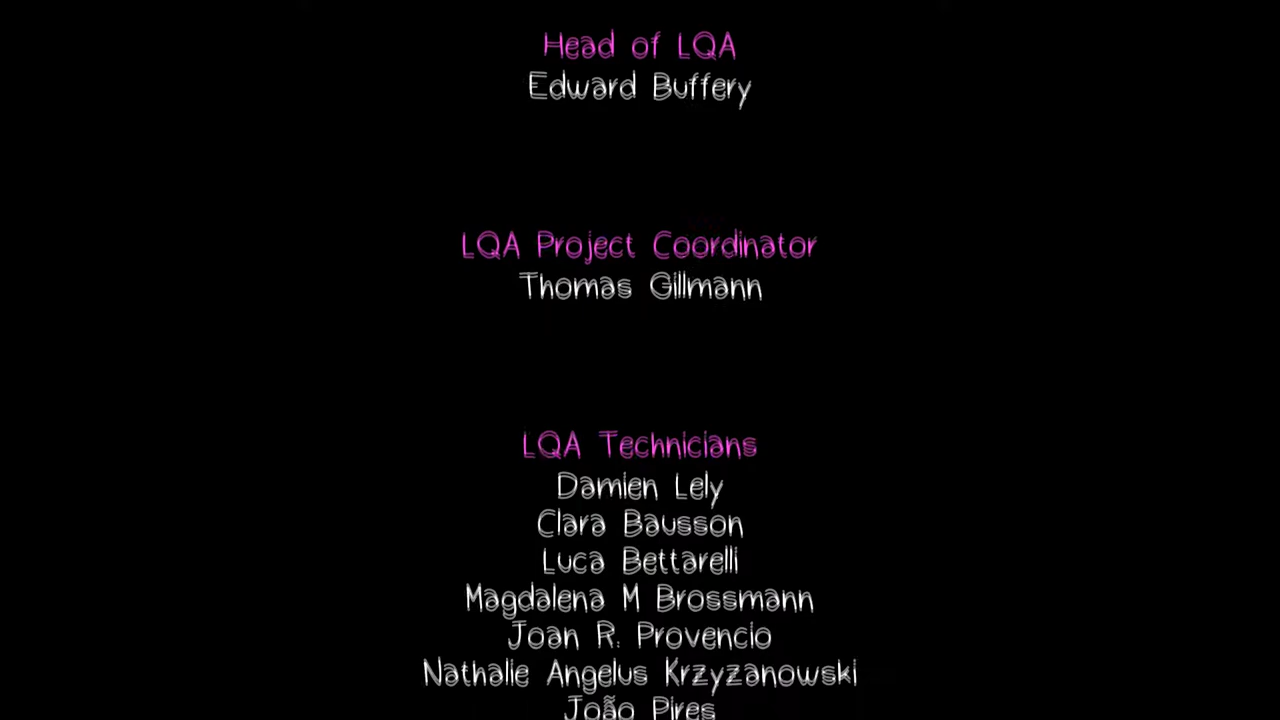 Head of LQA
Edward Buffery
LQA Project Coordinator
Thomas Gillmann
LQA Technicians
Damien Lely
Clara Bausson
Luca Bettarelli
Magdalena M Brossmann
Joan R. Provencio
Nathalie Angelus Krzyzanowski
João Pires